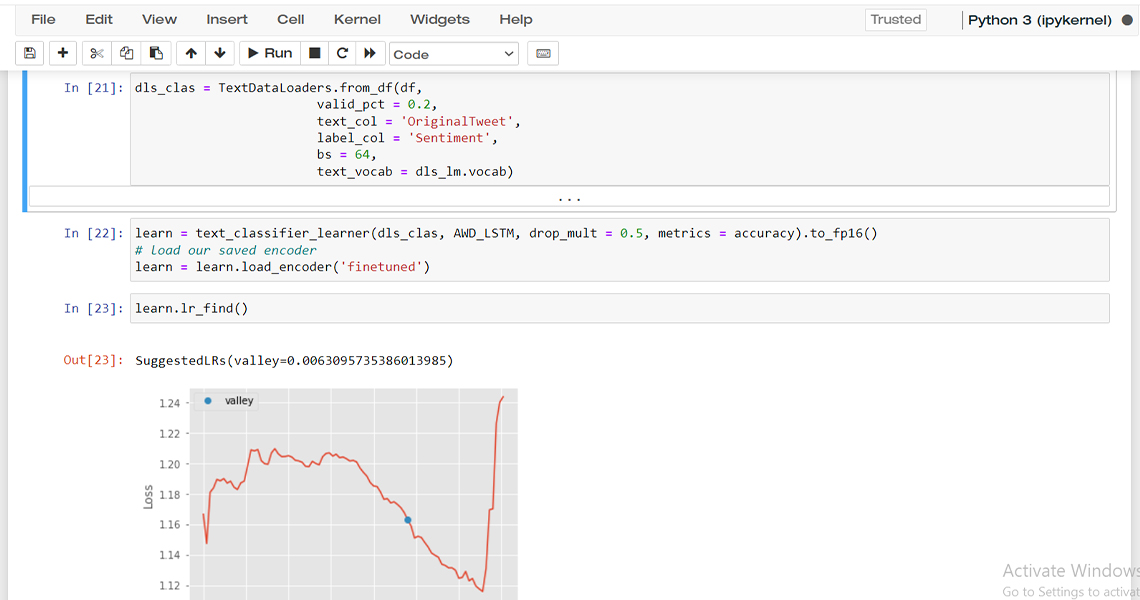 File Edit View Insert Cell Kernel Widgets Help Trusted Python 3 (ipykernel)
Run Code
In [21]: dls_clas = TextDataLoaders.from_df(df,
valid_pct = 0.2,
text_col = 'OriginalTweet',
label_col = 'Sentiment',
bs = 64,
text_vocab = dls_lm.vocab)
...
In [22]: learn = text_classifier_learner(dls_clas, AWD_LSTM, drop_mult = 0.5, metrics = accuracy).to_fp16()
# Load our saved encoder
learn = learn.load_encoder('finetuned')
In [23]: learn.lr_find()
Out[23]: SuggestedLRs(valley=0.0063095735386013985)
valley
1.24
1.22
1.20
1.18
1.16
1.14
1.12
Loss
Activate Windows
Go to Settings to activat